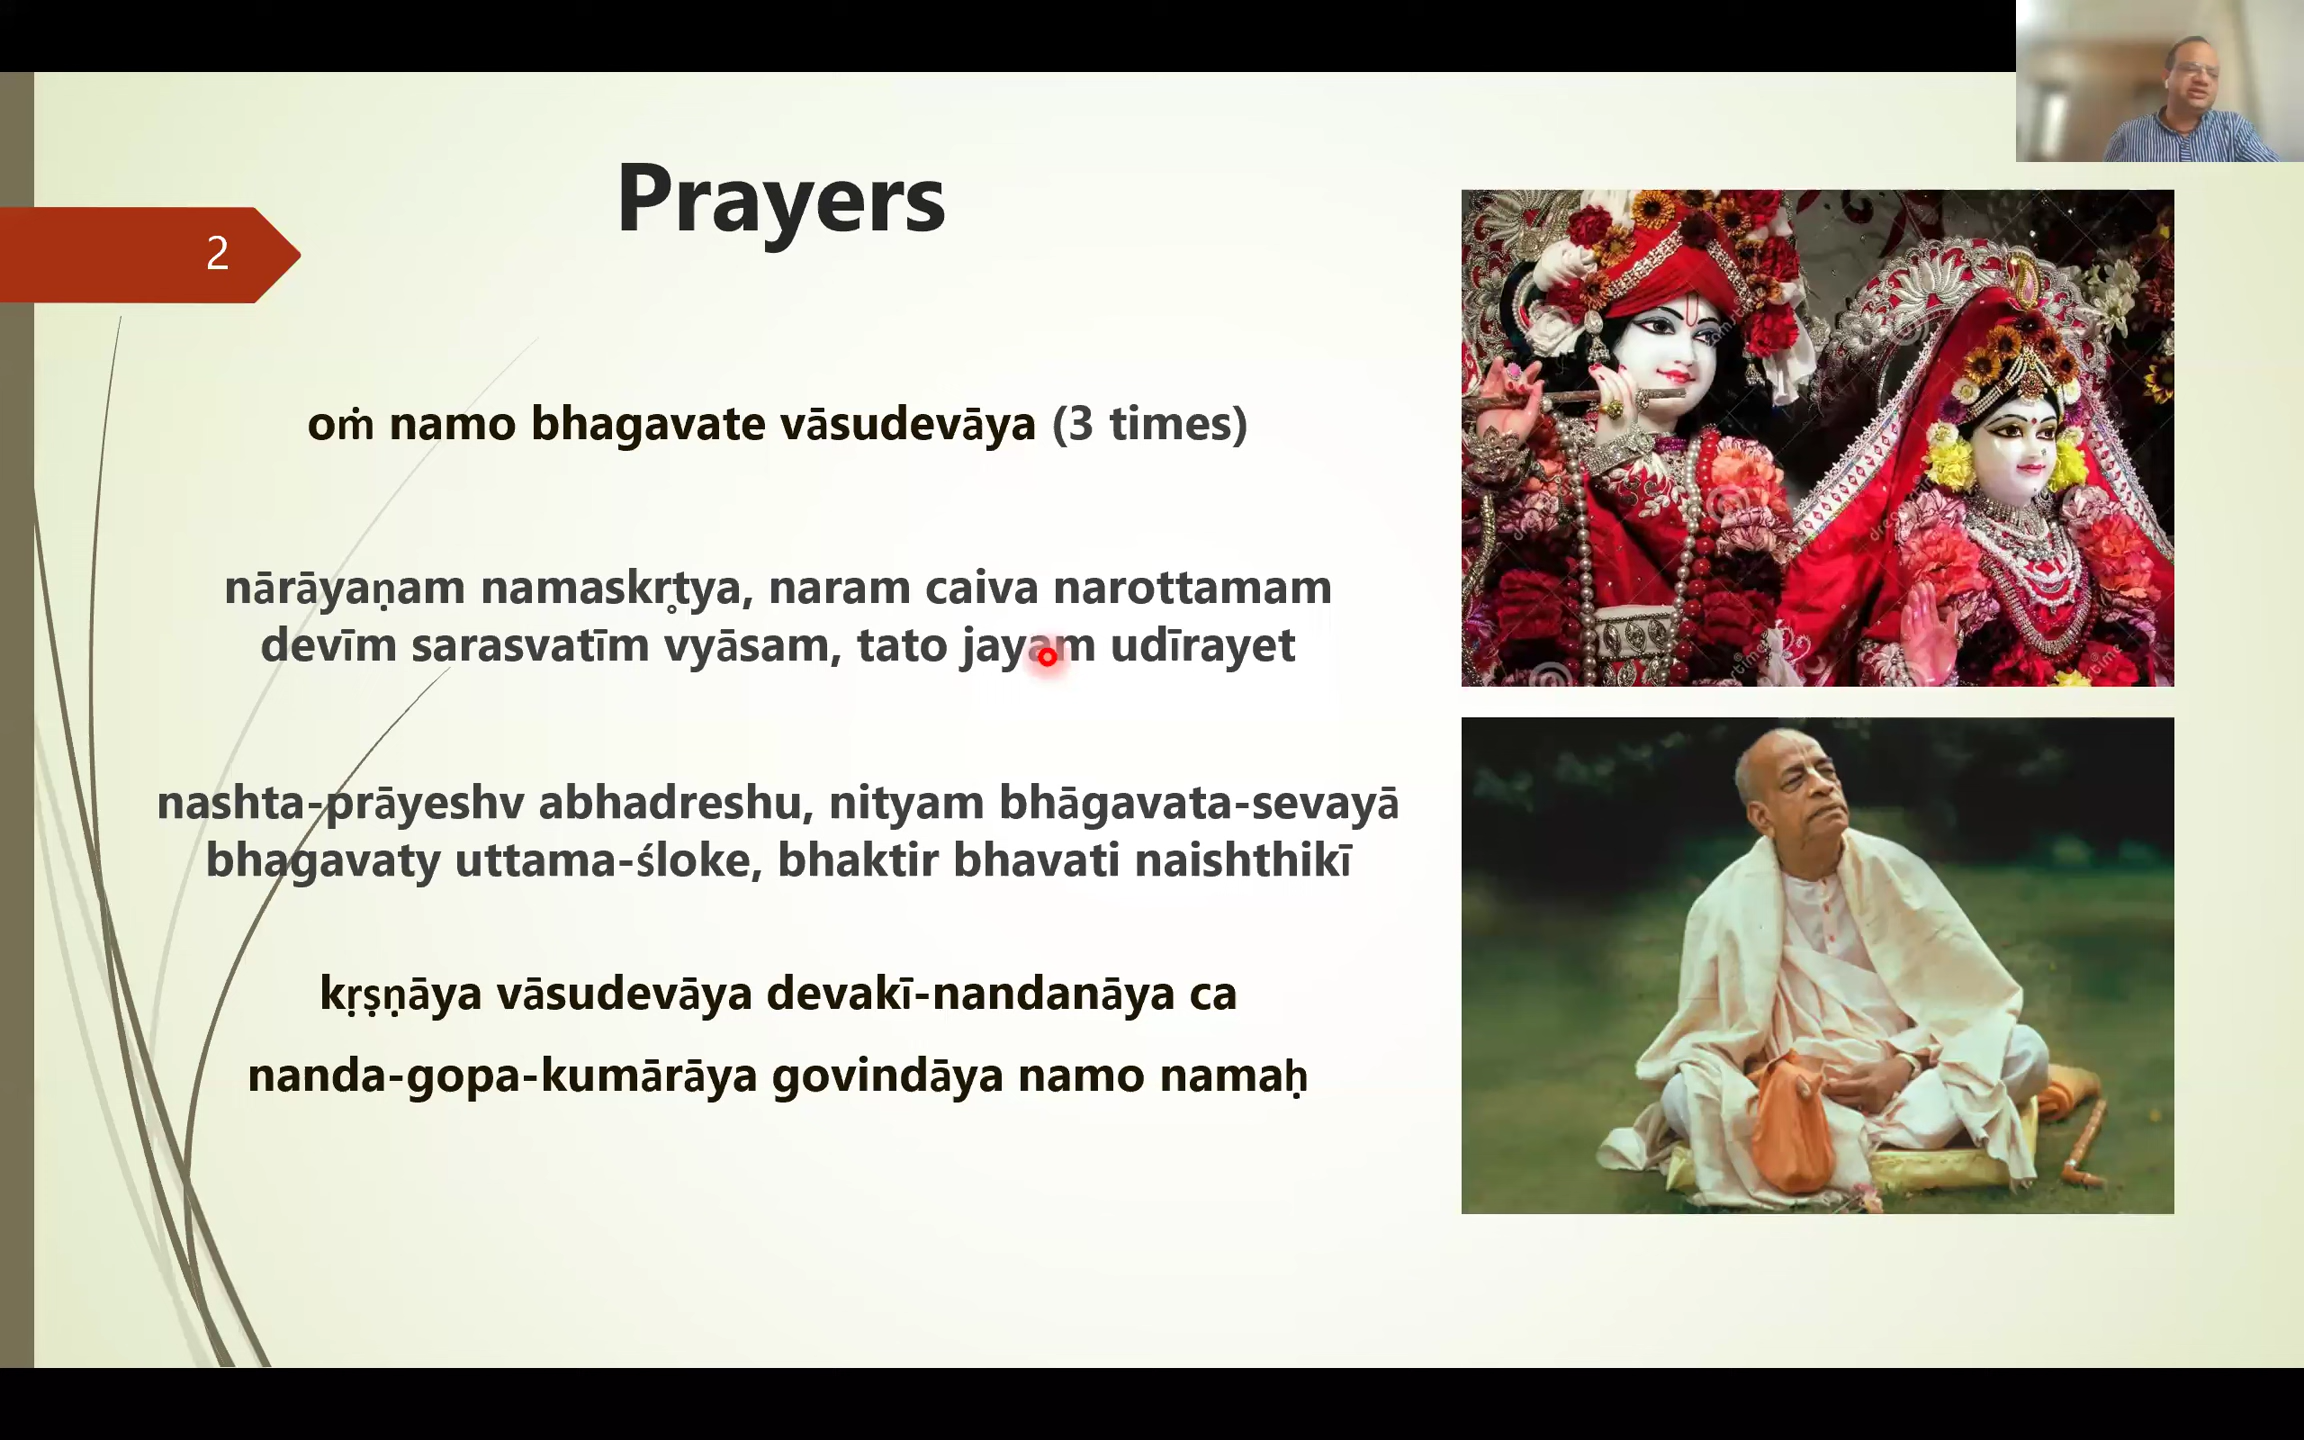 Prayers
2
oṁ namo bhagavate vāsudevāya (3 times)
nārāyaṇam namaskr̥tya, naram caiva narottamam
devīm sarasvatīm vyāsam, tato jayam udīrayet
nashta-prāyeshv abhadreshu, nityam bhāgavata-sevayā
bhagavaty uttama-śloke, bhaktir bhavati naishthikī
kṛṣṇāya vāsudevāya devakī-nandanāya ca
nanda-gopa-kumārāya govindāya namo namaḥ